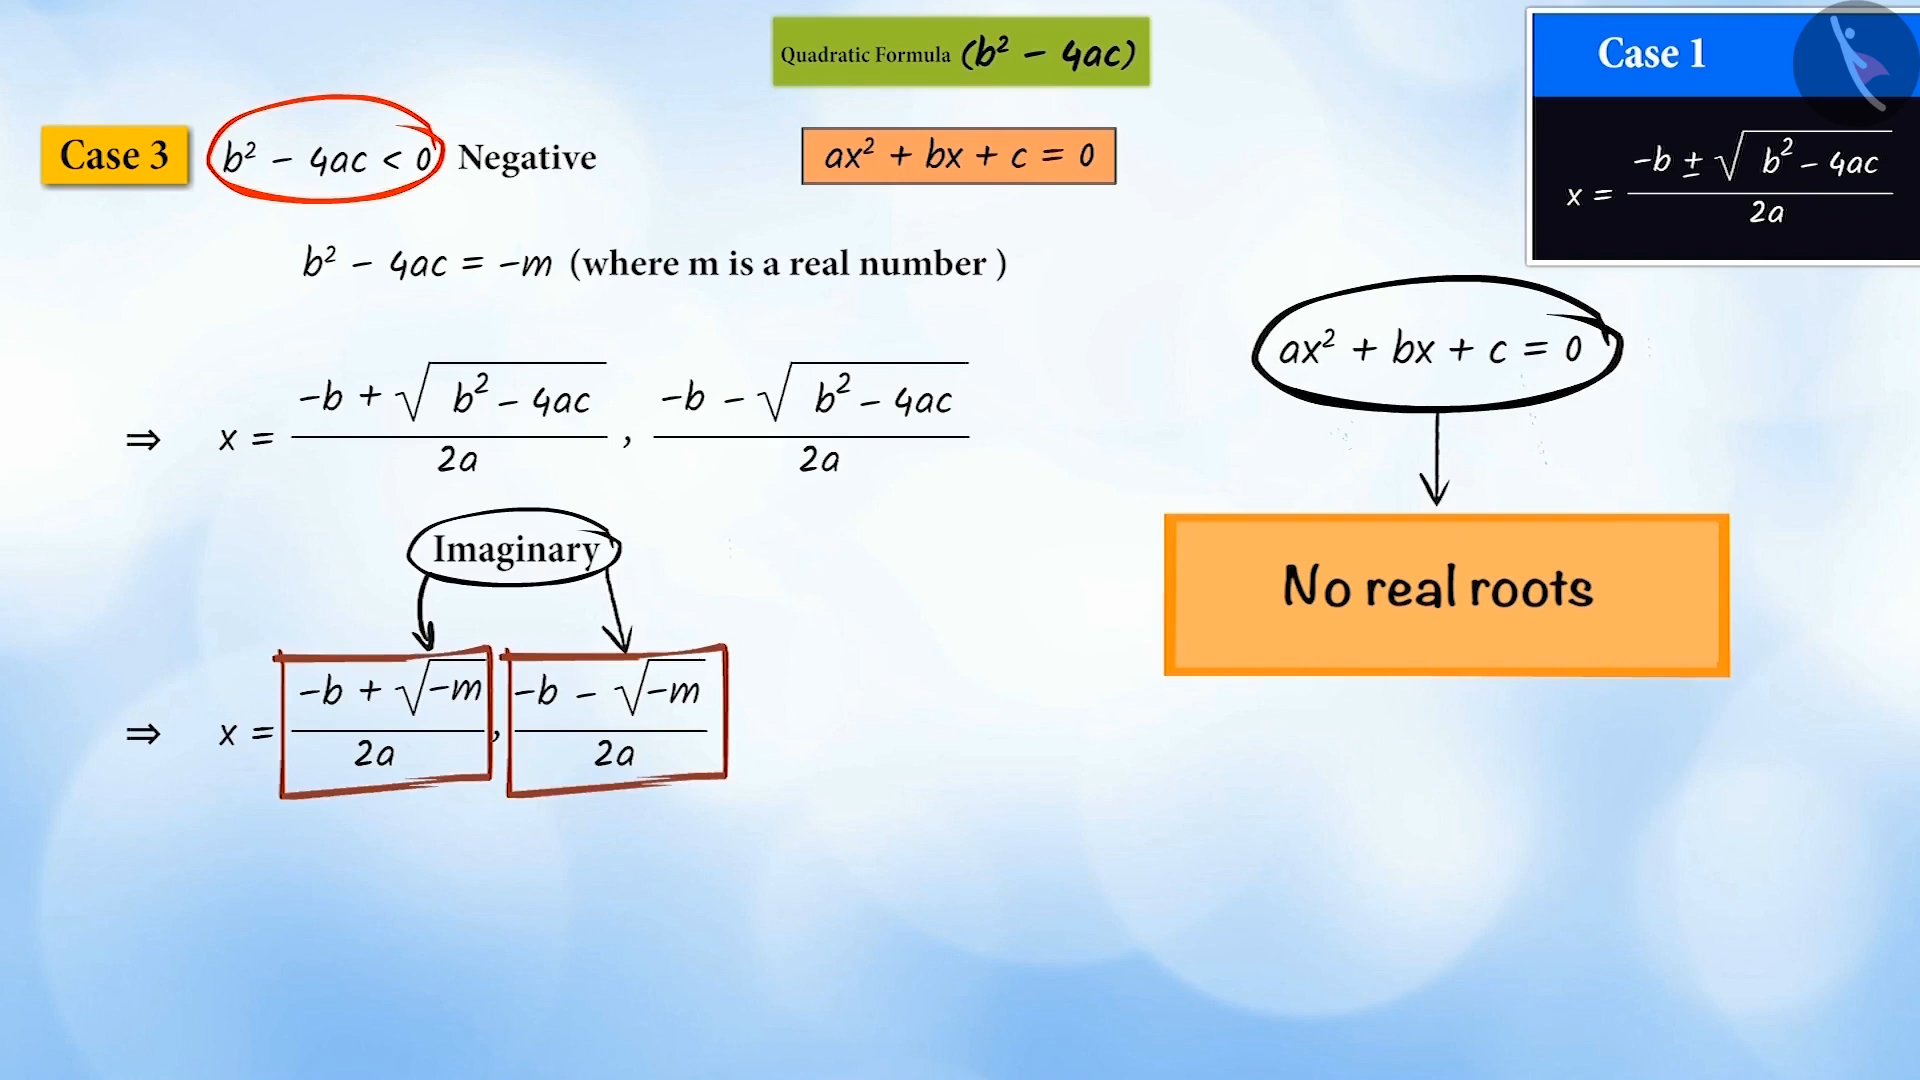 Quadratic Formula (b² − 4ac)
Case 1
x = −b ± √b² − 4ac / 2a
Case 3 b² − 4ac < 0 Negative
ax² + bx + c = 0
b² − 4ac = −m (where m is a real number )
ax² + bx + c = 0
⇒ x = −b + √b² − 4ac / 2a , −b − √b² − 4ac / 2a
No real roots
Imaginary
⇒ x = −b + √−m / 2a , −b − √−m / 2a